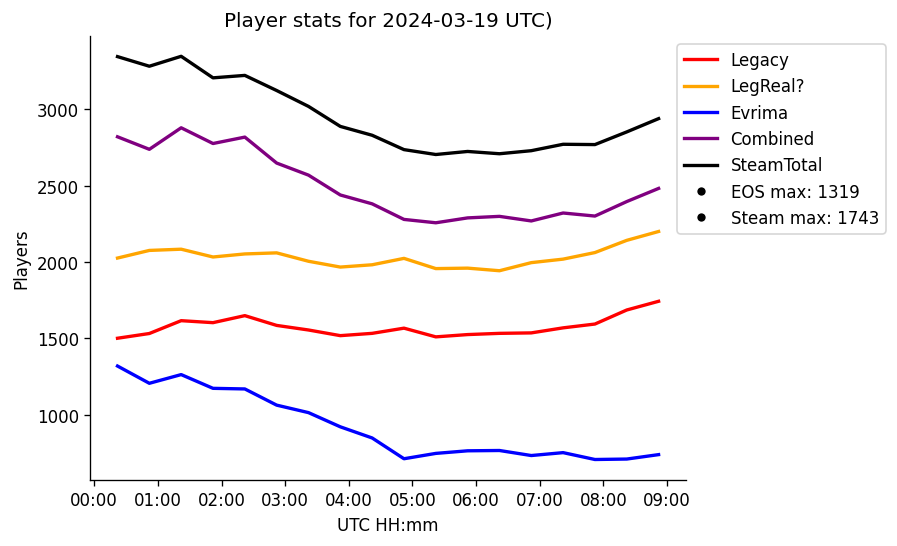 Player stats for 2024-03-19 UTC)
Legacy
LegReal?
Evrima
Combined
SteamTotal
EOS max: 1319
Steam max: 1743
Players
3000
2500
2000
1500
1000
00:00 01:00 02:00 03:00 04:00 05:00 06:00 07:00 08:00 09:00
UTC HH:mm